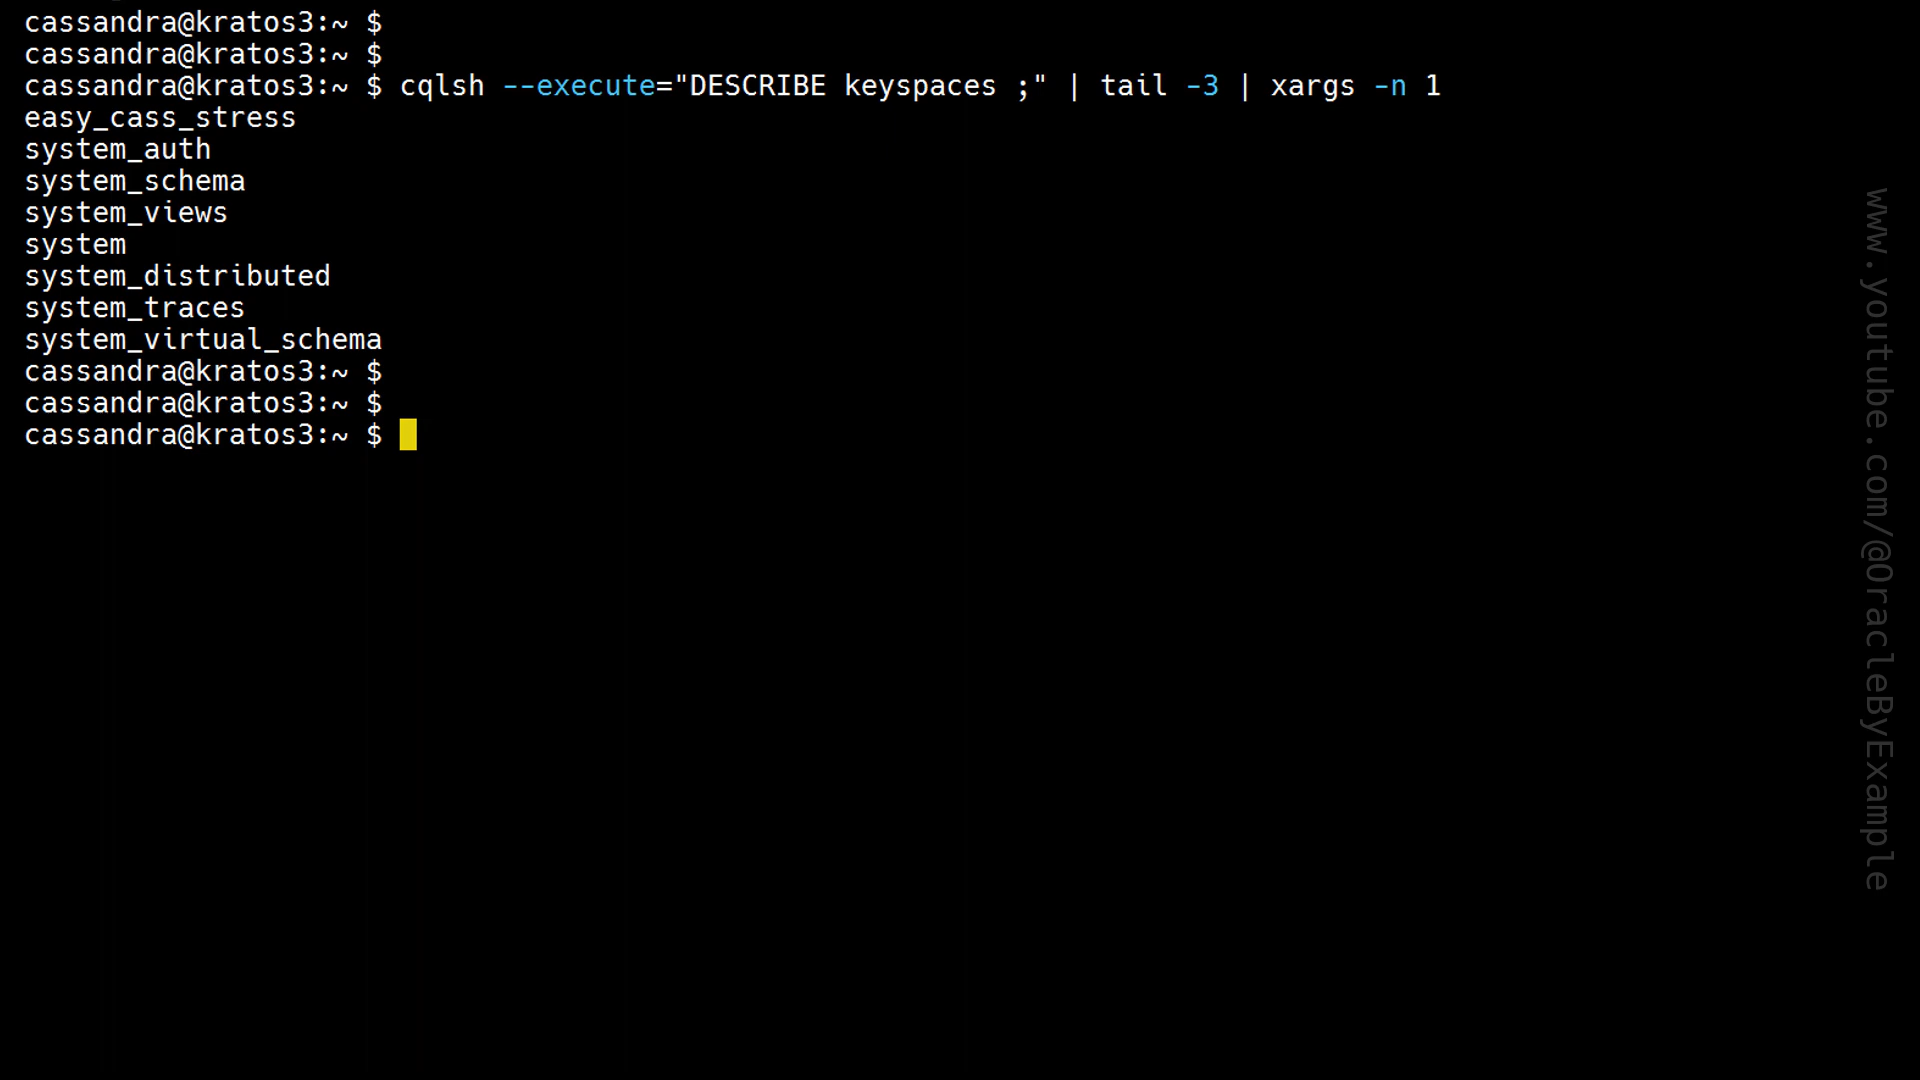 cassandra@kratos3:~ $
cassandra@kratos3:~ $
cassandra@kratos3:~ $ cqlsh --execute="DESCRIBE keyspaces ;" | tail -3 | xargs -n 1
easy_cass_stress
system_auth
system_schema
system_views
system
system_distributed
system_traces
system_virtual_schema
cassandra@kratos3:~ $
cassandra@kratos3:~ $
cassandra@kratos3:~ $
www.youtube.com/@OracleByExample